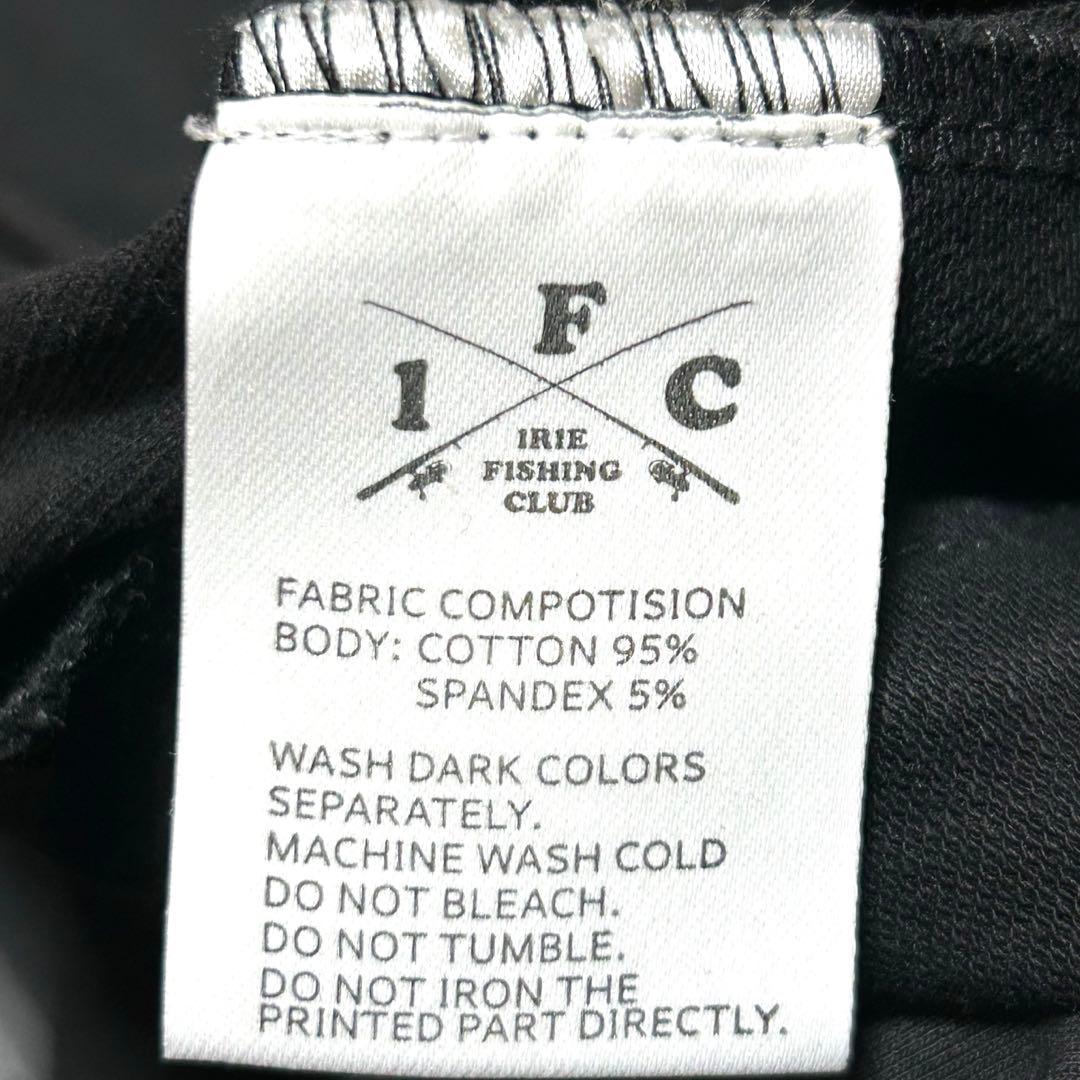 F
I C
IRIE
FISHING
CLUB
FABRIC COMPOTISION
BODY: COTTON 95%
SPANDEX 5%
WASH DARK COLORS
SEPARATELY.
MACHINE WASH COLD
DO NOT BLEACH.
DO NOT TUMBLE.
DO NOT IRON THE
PRINTED PART DIRECTLY.